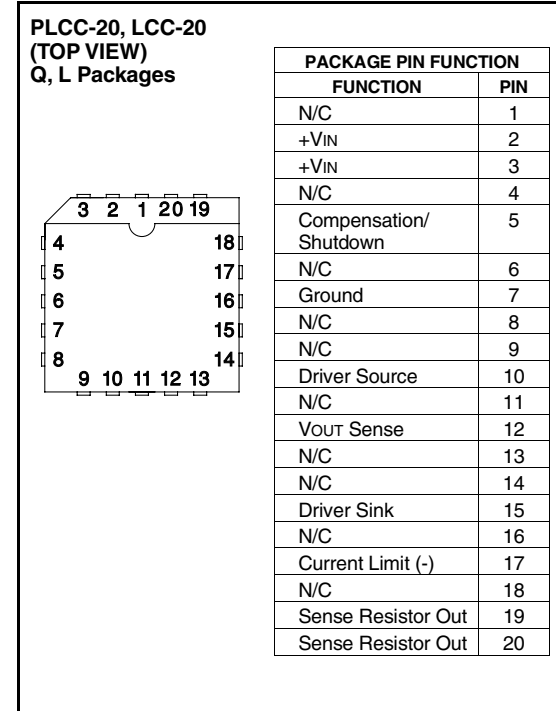 PLCC-20, LCC-20
(TOP VIEW)
Q, L Packages
3 2 1 20 19
4 18
5 17
6 16
7 15
8 14
9 10 11 12 13
PACKAGE PIN FUNCTION
FUNCTION PIN
N/C 1
+VIN 2
+VIN 3
N/C 4
Compensation/ 5
Shutdown
N/C 6
Ground 7
N/C 8
N/C 9
Driver Source 10
N/C 11
VOUT Sense 12
N/C 13
N/C 14
Driver Sink 15
N/C 16
Current Limit (-) 17
N/C 18
Sense Resistor Out 19
Sense Resistor Out 20